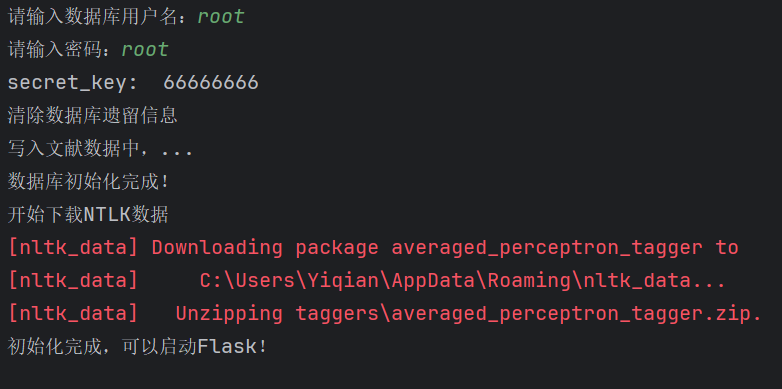 请输入数据库用户名：root
请输入密码：root
secret_key:  66666666
清除数据库遗留信息
写入文献数据中，...
数据库初始化完成！
开始下载NTLK数据
[nltk_data] Downloading package averaged_perceptron_tagger to
[nltk_data]     C:\Users\Yiqian\AppData\Roaming\nltk_data...
[nltk_data]   Unzipping taggers\averaged_perceptron_tagger.zip.
初始化完成，可以启动Flask！